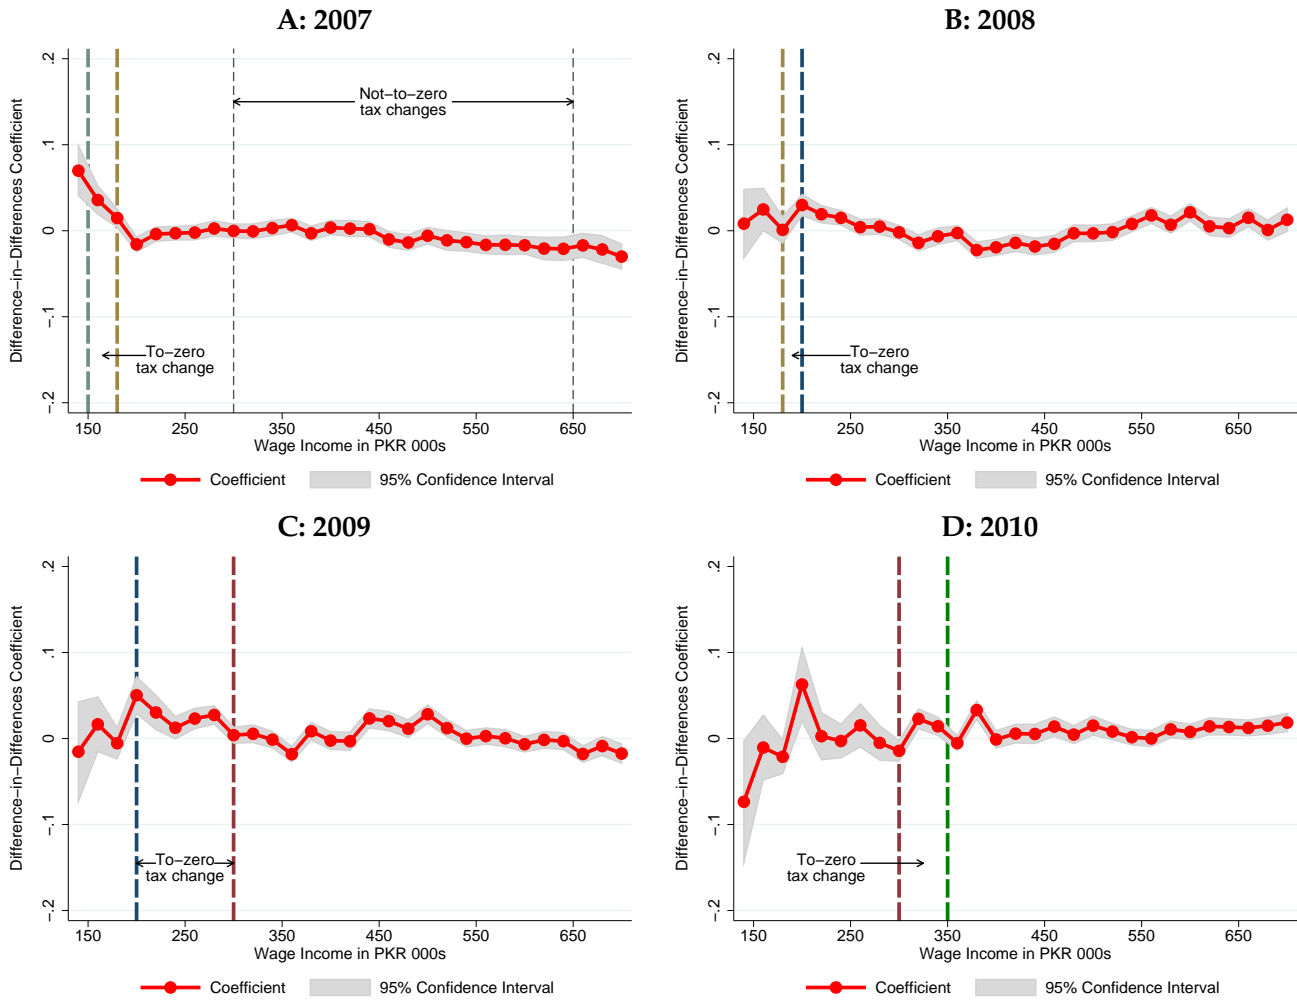 A: 2007
Difference−in−Differences Coefficient
.2
.1
0
−.1
−.2
Not−to−zero
tax changes
To−zero
tax change
150 250 350 450 550 650
Wage Income in PKR 000s
Coefficient 95% Confidence Interval
B: 2008
Difference−in−Differences Coefficient
.2
.1
0
−.1
−.2
To−zero
tax change
150 250 350 450 550 650
Wage Income in PKR 000s
Coefficient 95% Confidence Interval
C: 2009
Difference−in−Differences Coefficient
.2
.1
0
−.1
−.2
To−zero
tax change
150 250 350 450 550 650
Wage Income in PKR 000s
Coefficient 95% Confidence Interval
D: 2010
Difference−in−Differences Coefficient
.2
.1
0
−.1
−.2
To−zero
tax change
150 250 350 450 550 650
Wage Income in PKR 000s
Coefficient 95% Confidence Interval